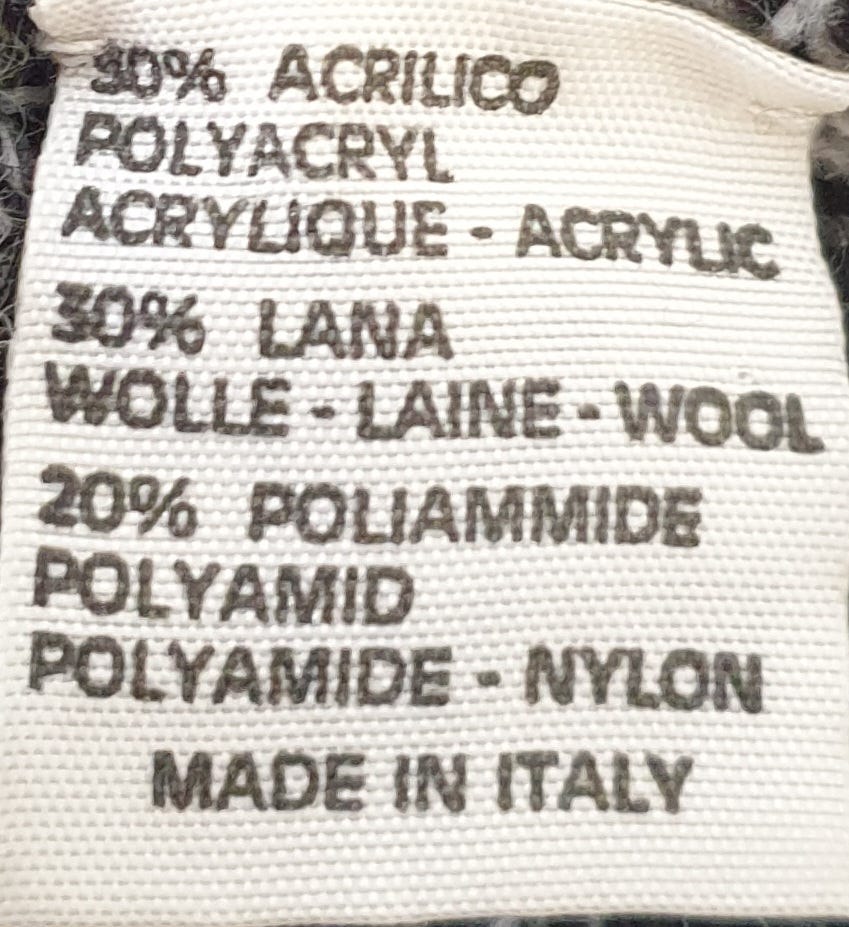 30% ACRILICO
POLYACRYL
ACRYLIQUE - ACRYLIC
30% LANA
WOLLE - LAINE - WOOL
20% POLIAMMIDE
POLYAMID
POLYAMIDE - NYLON
MADE IN ITALY